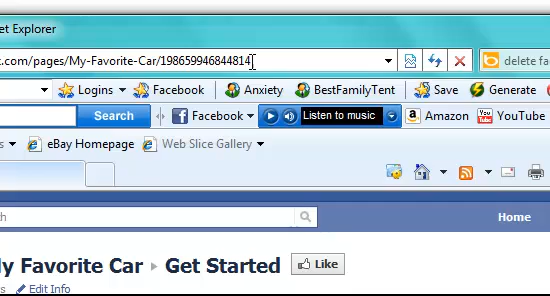 et Explorer
.com/pages/My-Favorite-Car/198659946844814
delete fa
Logins Facebook Anxiety BestFamilyTent Save Generate
Search Facebook Listen to music Amazon YouTube
s eBay Homepage Web Slice Gallery
ch Home
y Favorite Car Get Started Like
s Edit Info